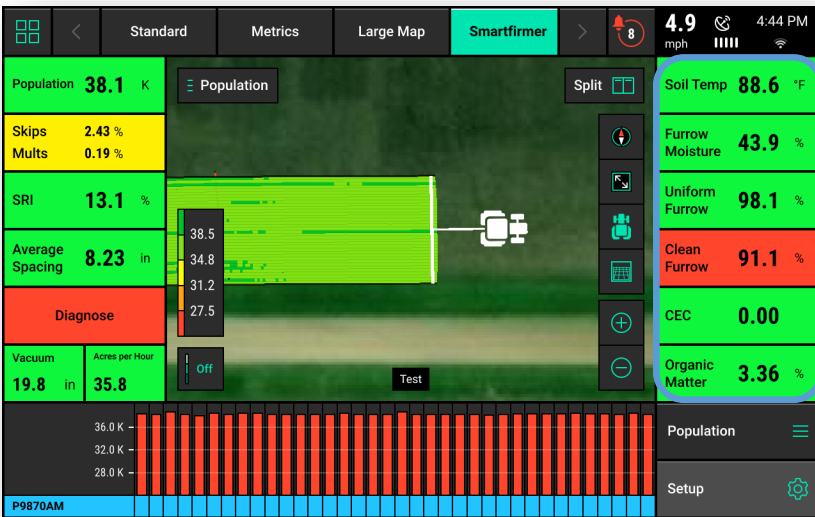 Standard
Metrics
Large Map
Smartfirmer
8
4.9
mph
4:44 PM
Population 38.1 K
Skips 2.43 %
Mults 0.19 %
SRI 13.1 %
Average
Spacing 8.23 in
Diagnose
Vacuum
19.8 in
Acres per Hour
35.8
Population
Split
38.5
34.8
31.2
27.5
Off
Test
Soil Temp 88.6 °F
Furrow
Moisture 43.9 %
Uniform
Furrow 98.1 %
Clean
Furrow 91.1 %
CEC 0.00
Organic
Matter 3.36 %
36.0 K
32.0 K
28.0 K
P9870AM
Population
Setup